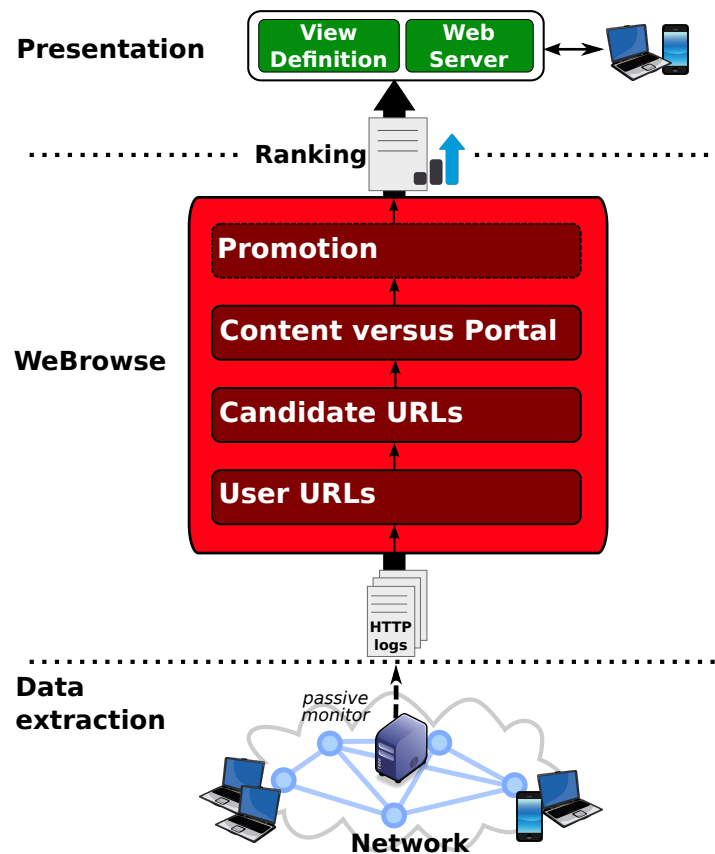 Presentation
View
Definition
Web
Server
Ranking
Promotion
Content versus Portal
WeBrowse
Candidate URLs
User URLs
HTTP
logs
Data
extraction
passive
monitor
Network